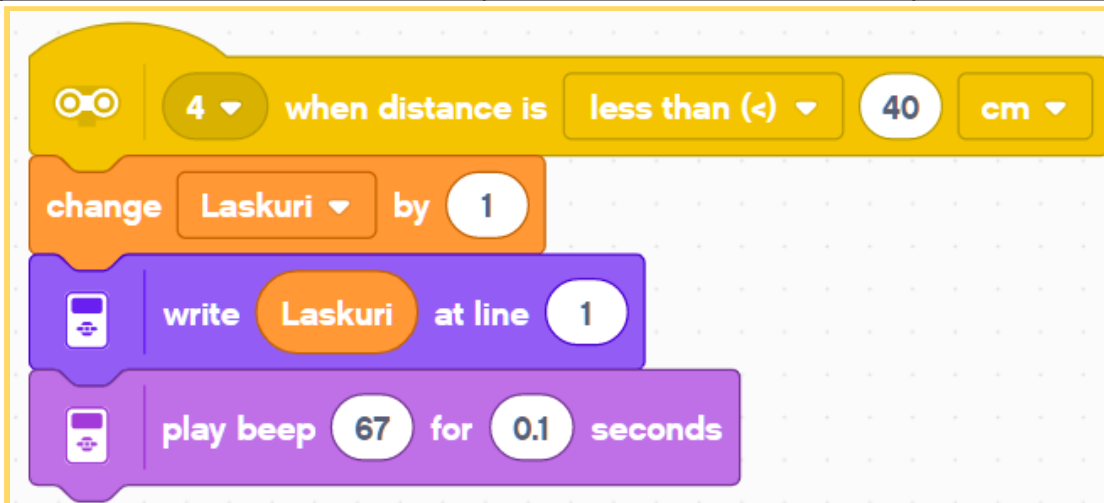 4 when distance is less than (<) 40 cm
change Laskuri by 1
write Laskuri at line 1
play beep 67 for 0.1 seconds